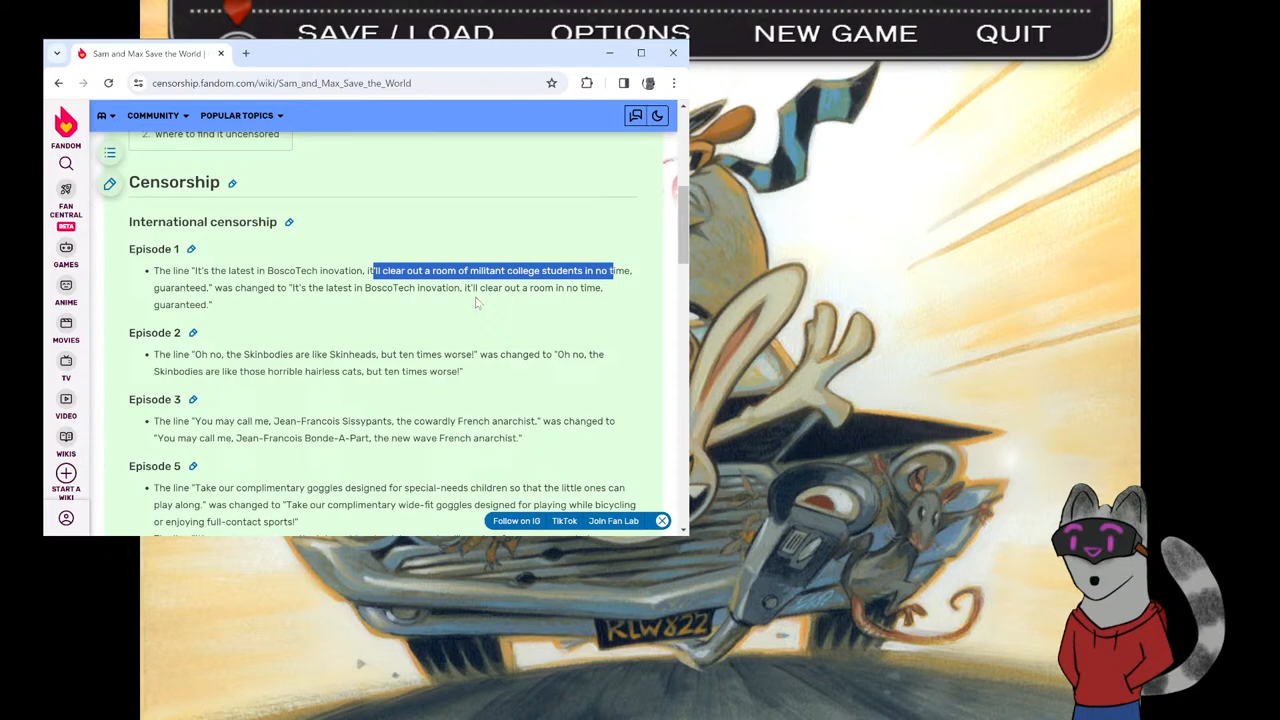 SAVE / LOAD OPTIONS NEW GAME QUIT
Sam and Max Save the World |
censorship.fandom.com/wiki/Sam_and_Max_Save_the_World
FANDOM
FAN CENTRAL
BETA
GAMES
ANIME
MOVIES
TV
VIDEO
WIKIS
START A WIKI
COMMUNITY POPULAR TOPICS
2. Where to find it uncensored
Censorship
International censorship
Episode 1
• The line "It's the latest in BoscoTech inovation, it'll clear out a room of militant college students in no time,
guaranteed." was changed to "It's the latest in BoscoTech inovation, it'll clear out a room in no time,
guaranteed."
Episode 2
• The line "Oh no, the Skinbodies are like Skinheads, but ten times worse!" was changed to "Oh no, the
Skinbodies are like those horrible hairless cats, but ten times worse!"
Episode 3
• The line "You may call me, Jean-Francois Sissypants, the cowardly French anarchist." was changed to
"You may call me, Jean-Francois Bonde-A-Part, the new wave French anarchist."
Episode 5
• The line "Take our complimentary goggles designed for special-needs children so that the little ones can
play along." was changed to "Take our complimentary wide-fit goggles designed for playing while bicycling
or enjoying full-contact sports!"
Follow on IG TikTok Join Fan Lab
RLW822